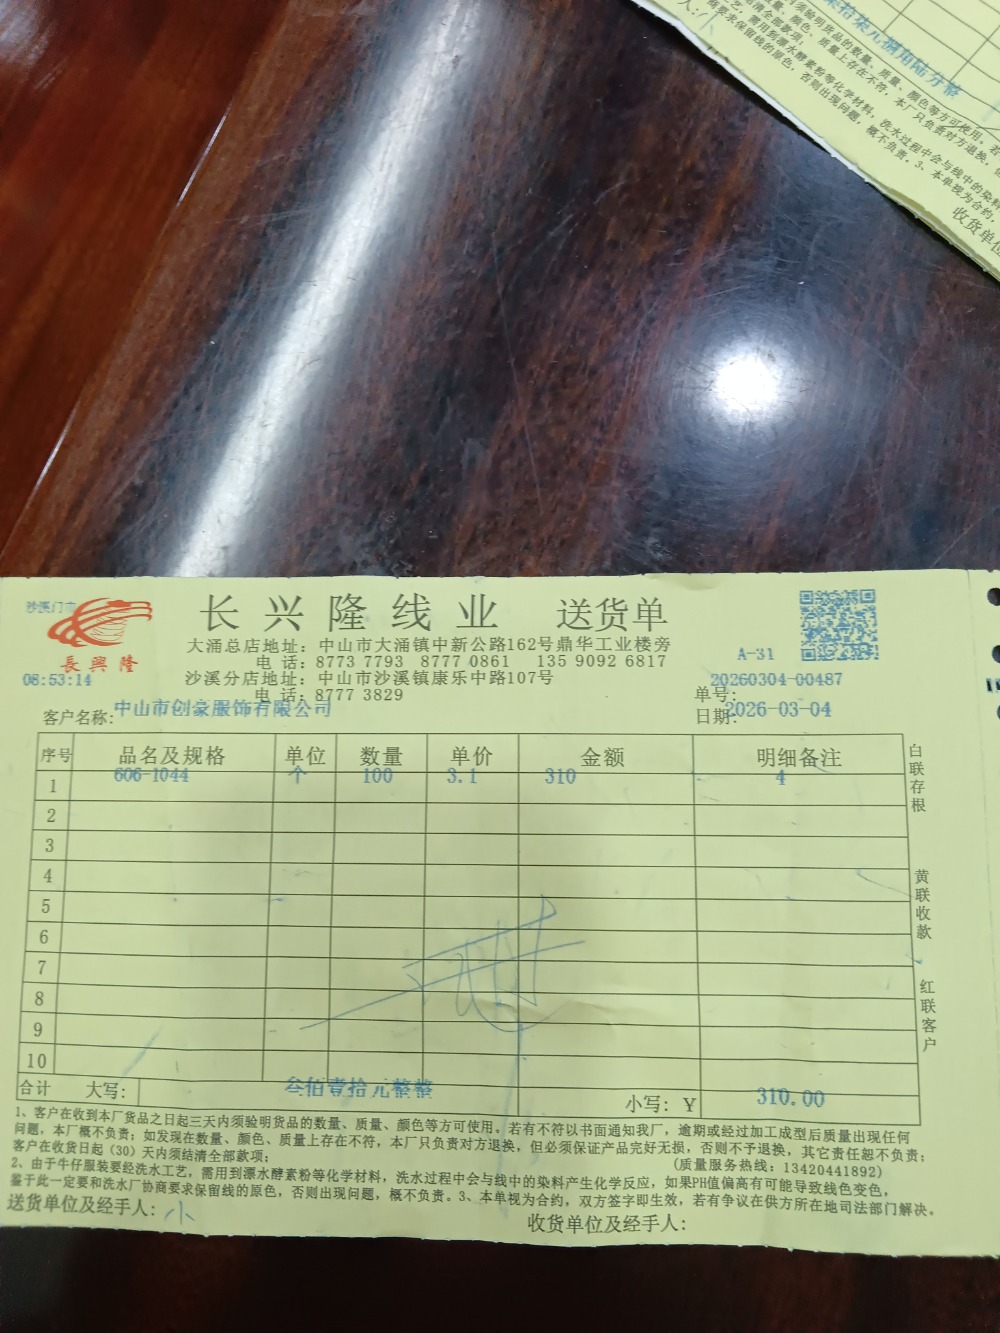 柒拾柒元捌角陆分整
沙溪门市
長興隆
08:53:14
长兴隆线业 送货单
大涌总店地址：中山市大涌镇中新公路162号鼎华工业楼旁
电 话：8773 7793 8777 0861 135 9092 6817
沙溪分店地址：中山市沙溪镇康乐中路107号
电 话：8777 3829
A-31
单号：20260304-00487
日期：2026-03-04
客户名称：中山市创豪服饰有限公司
序号 品名及规格 单位 数量 单价 金额 明细备注
1 606-1044 个 100 3.1 310 4
2
3
4
5
6
7
8
9
10
合计 大写： 叁佰壹拾元整整 小写：￥ 310.00
白联存根
黄联收款
红联客户
1、客户在收到本厂货品之日起三天内须验明货品的数量、质量、颜色等方可使用。若有不符以书面通知我厂，逾期或经过加工成型后质量出现任何
问题，本厂概不负责；如发现在数量、颜色、质量上存在不符，本厂只负责对方退换，但必须保证产品完好无损，否则不予退换，其它责任恕不负责；
客户在收货日起（30）天内须结清全部款项； （质量服务热线：13420441892）
2、由于牛仔服装要经洗水工艺，需用到漂水酵素粉等化学材料，洗水过程中会与线中的染料产生化学反应，如果PH值偏高有可能导致线色变色，
鉴于此一定要和洗水厂协商要求保留线的原色，否则出现问题，概不负责。3、本单视为合约，双方签字即生效，若有争议在供方所在地司法部门解决。
送货单位及经手人：小
收货单位及经手人：